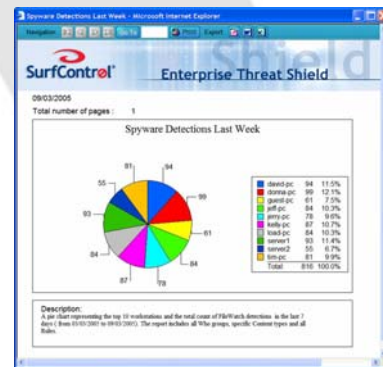 Spyware Detections Last Week - Microsoft Internet Explorer
Navigation Go To Print Export
SurfControl
Enterprise Threat Shield
Shield
09/03/2005
Total number of pages : 1
Spyware Detections Last Week
81
94
55
99
93
61
84
84
87
78
david-pc 94 11.5%
donna-pc 99 12.1%
guest-pc 61 7.5%
jeff-pc 84 10.3%
jerry-pc 78 9.6%
kelly-pc 87 10.7%
load-pc 84 10.3%
server1 93 11.4%
server2 55 6.7%
tim-pc 81 9.9%
Total 816 100.0%
Description:
A pie chart representing the top 10 workstations and the total count of FileWatch detections in the last 7
days ( from 03/03/2005 to 09/03/2005). The report includes all Who groups, specific Content types and all
Rules.